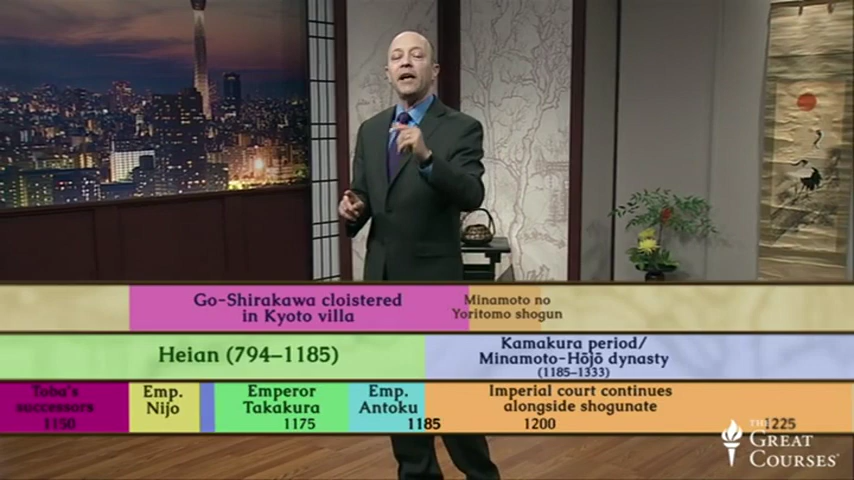 Go-Shirakawa cloistered
in Kyoto villa
Minamoto no
Yoritomo shogun
Heian (794–1185)
Kamakura period/
Minamoto-Hōjō dynasty
(1185–1333)
Toba's
successors
1150
Emp.
Nijo
Emperor
Takakura
1175
Emp.
Antoku
1185
Imperial court continues
alongside shogunate
1200
1225
THE
GREAT
COURSES®